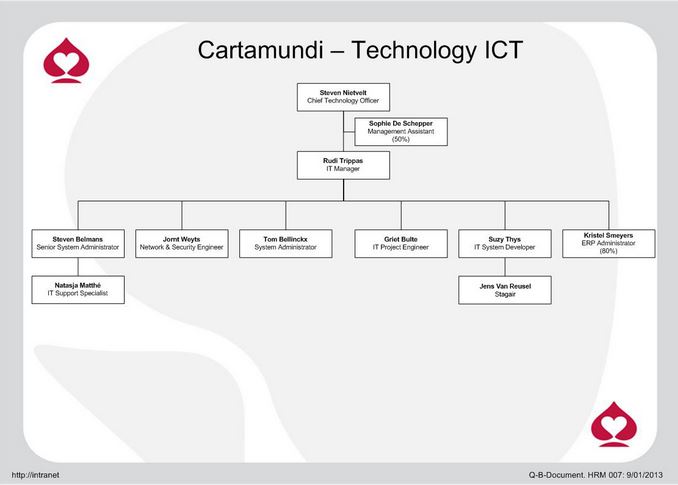 Cartamundi – Technology ICT
Steven Nietvelt
Chief Technology Officer
Sophie De Schepper
Management Assistant
(50%)
Rudi Trippas
IT Manager
Steven Belmans
Senior System Administrator
Jornt Weyts
Network & Security Engineer
Tom Bellinckx
System Administrator
Griet Bulte
IT Project Engineer
Suzy Thys
IT System Developer
Kristel Smeyers
ERP Administrator
(80%)
Natasja Matthé
IT Support Specialist
Jens Van Reusel
Stagair
http://intranet
Q-B-Document. HRM 007: 9/01/2013